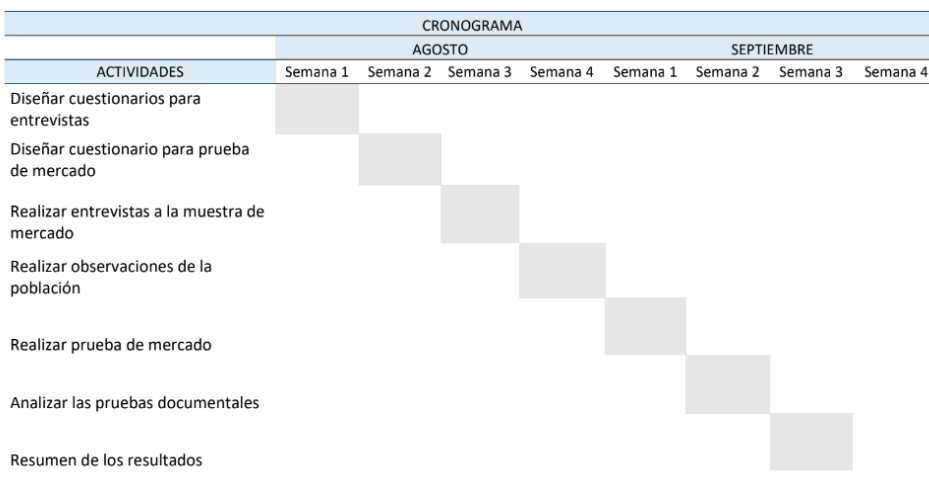 CRONOGRAMA
AGOSTO SEPTIEMBRE
ACTIVIDADES Semana 1 Semana 2 Semana 3 Semana 4 Semana 1 Semana 2 Semana 3 Semana 4
Diseñar cuestionarios para
entrevistas
Diseñar cuestionario para prueba
de mercado
Realizar entrevistas a la muestra de
mercado
Realizar observaciones de la
población
Realizar prueba de mercado
Analizar las pruebas documentales
Resumen de los resultados